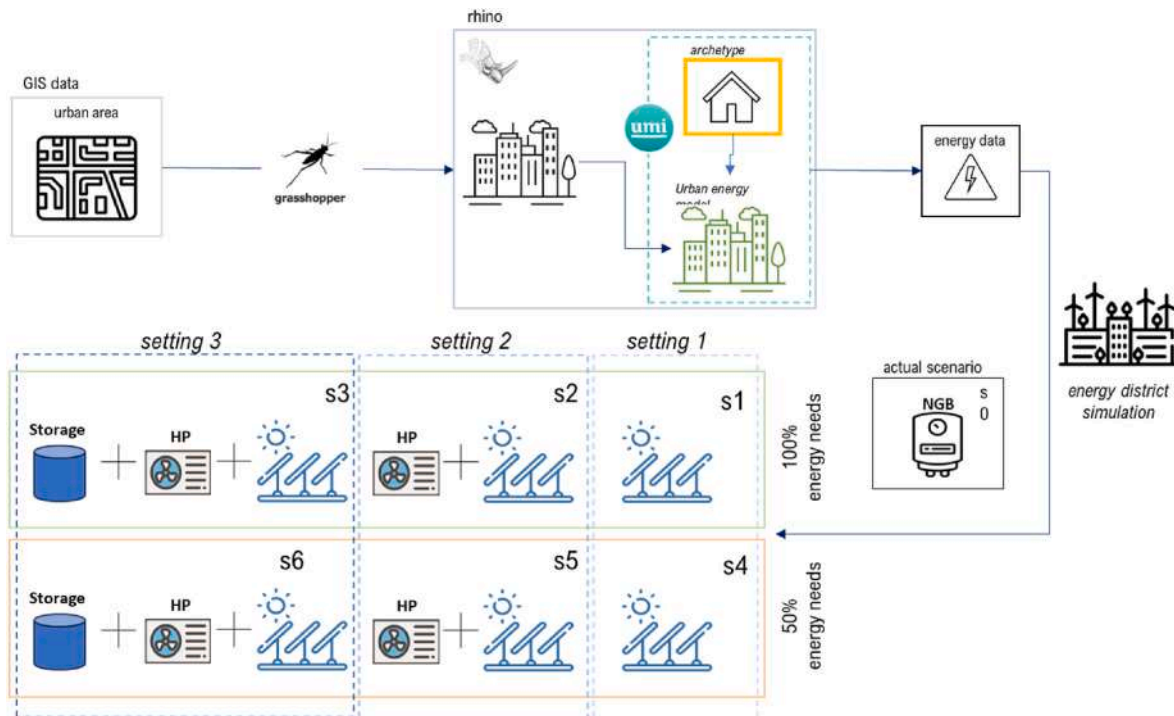 rhino
archetype
GIS data
urban area
umi
energy data
grasshopper
Urban energy
model
setting 3
setting 2
setting 1
actual scenario
energy district
simulation
s3
s2
s1
s
0
NGB
Storage
HP
HP
100%
energy needs
s6
s5
s4
Storage
HP
HP
50%
energy needs